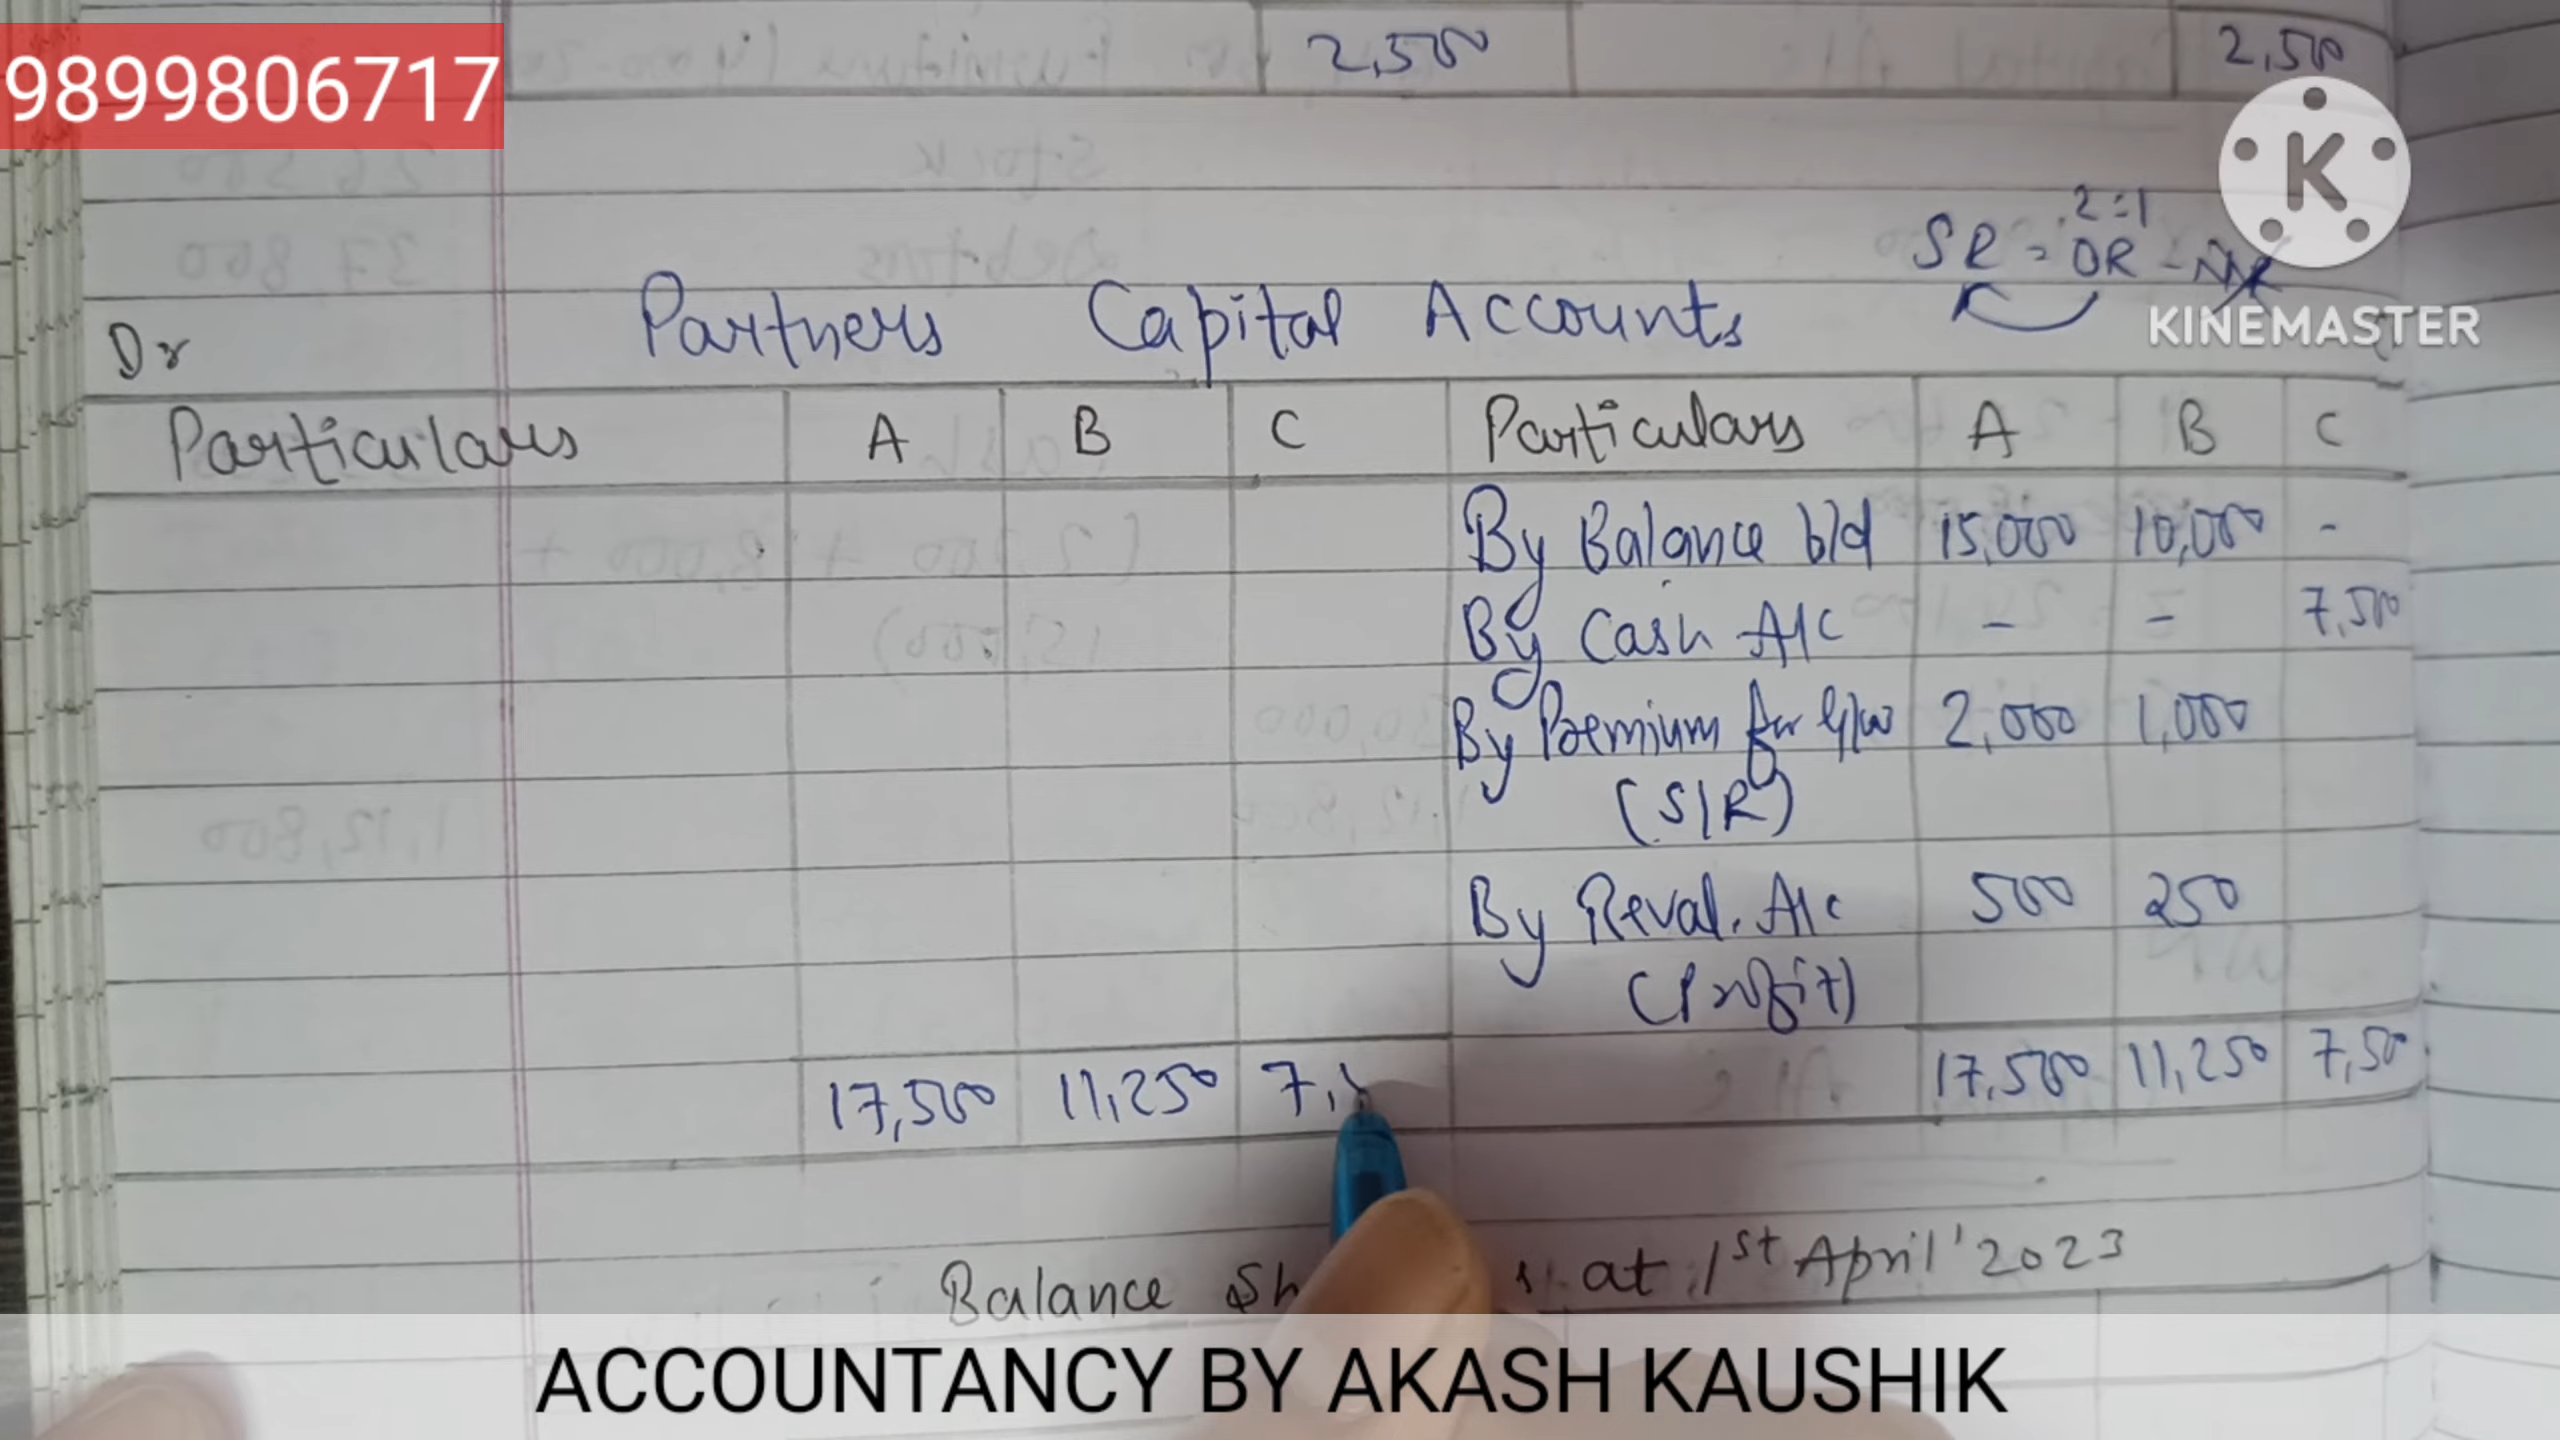 9899806717
2,500 2,500
2:1
SR = OR - NR
KINEMASTER
Dr Partners Capital Accounts
Particulars A B C Particulars A B C
By Balance b/d 15,000 10,000 -
By Cash A/c - - 7,500
By Premium for G/w 2,000 1,000
(S/R)
By Reval. A/c 500 250
(Profit)
17,500 11,250 7, 17,500 11,250 7,500
Balance Sh at 1st April' 2023
ACCOUNTANCY BY AKASH KAUSHIK